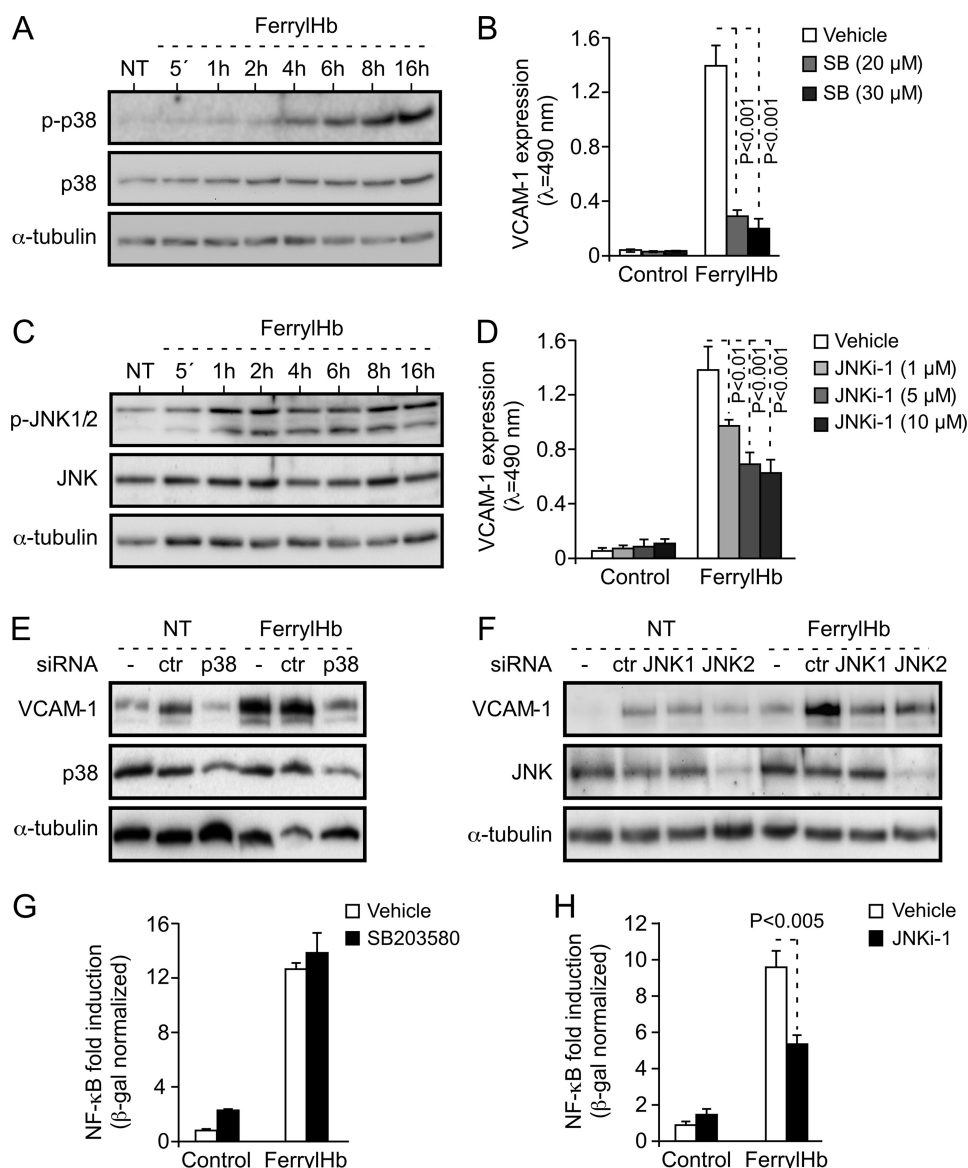 A
FerrylHb
NT 5´ 1h 2h 4h 6h 8h 16h
p-p38
p38
α-tubulin
B
1.6
1.2
1.6
0.4
0
VCAM-1 expression
(λ=490 nm)
Vehicle
SB (20 µM)
SB (30 µM)
P<0.001
P<0.001
Control FerrylHb
C
FerrylHb
NT 5´ 1h 2h 4h 6h 8h 16h
p-JNK1/2
JNK
α-tubulin
D
1.6
1.2
0.8
0.4
0
VCAM-1 expression
(λ=490 nm)
Vehicle
JNKi-1 (1 µM)
JNKi-1 (5 µM)
JNKi-1 (10 µM)
P<0.01
P<0.001
P<0.001
Control FerrylHb
E
NT FerrylHb
siRNA - ctr p38 - ctr p38
VCAM-1
p38
α-tubulin
F
NT FerrylHb
siRNA - ctr JNK1 JNK2 - ctr JNK1 JNK2
VCAM-1
JNK
α-tubulin
G
16
12
8
4
0
NF-κB fold induction
(β-gal normalized)
Vehicle
SB203580
Control FerrylHb
H
12
10
8
6
4
2
0
NF-κB fold induction
(β-gal normalized)
P<0.005
Vehicle
JNKi-1
Control FerrylHb